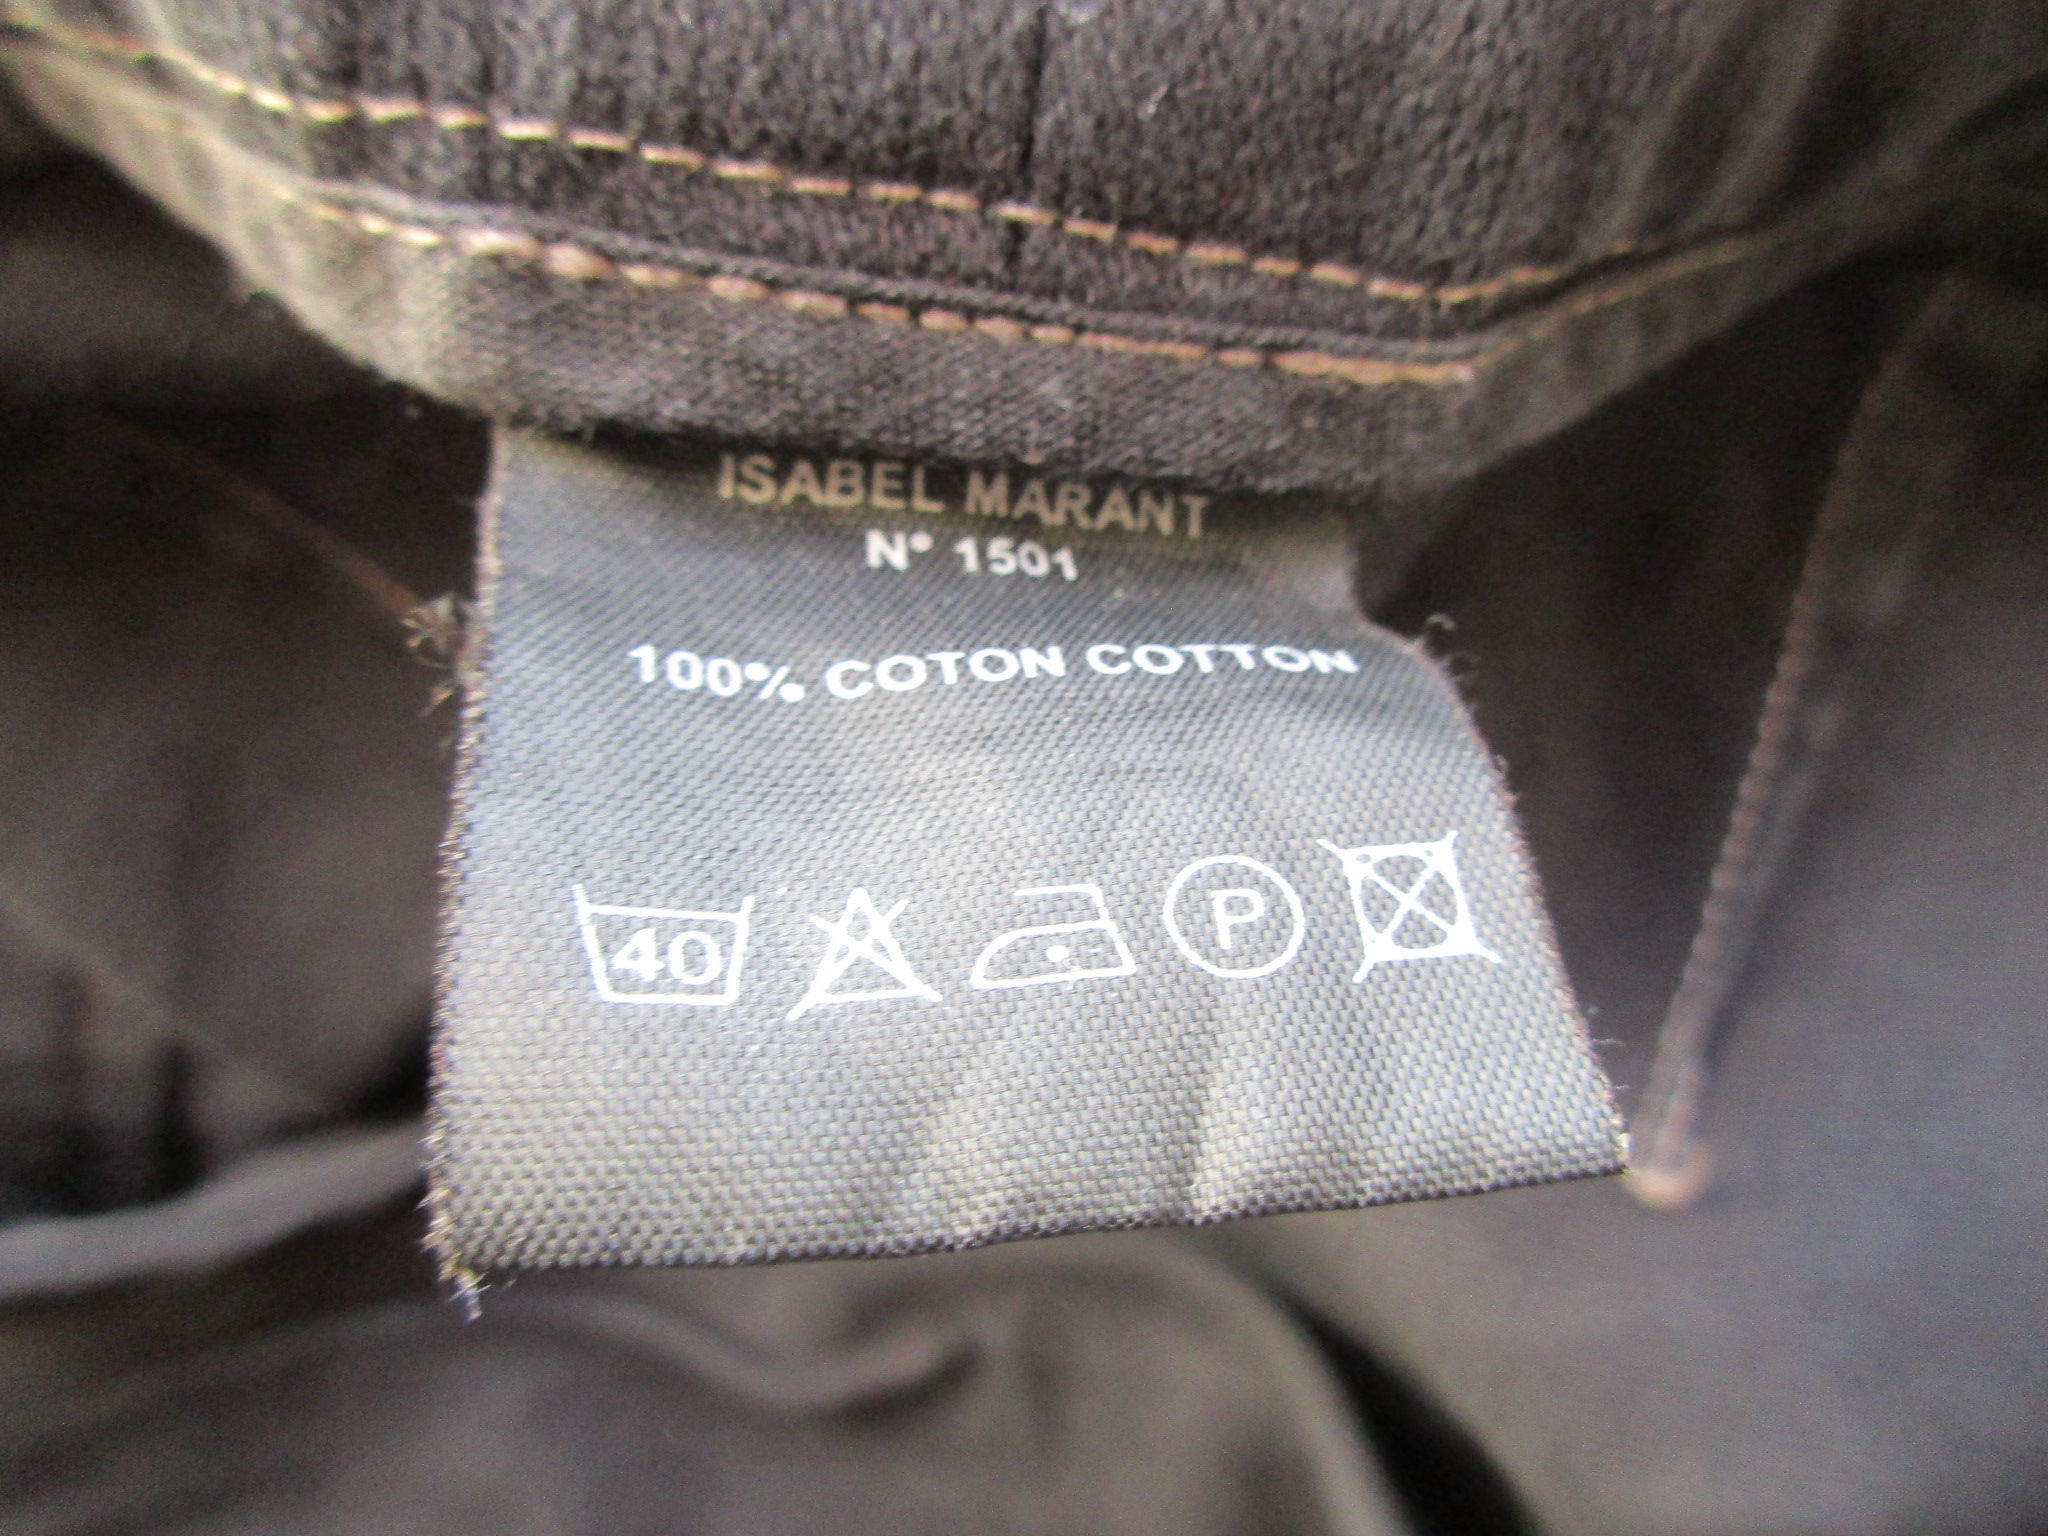 ISABEL MARANT
N° 1501
100% COTON COTTON
40 P